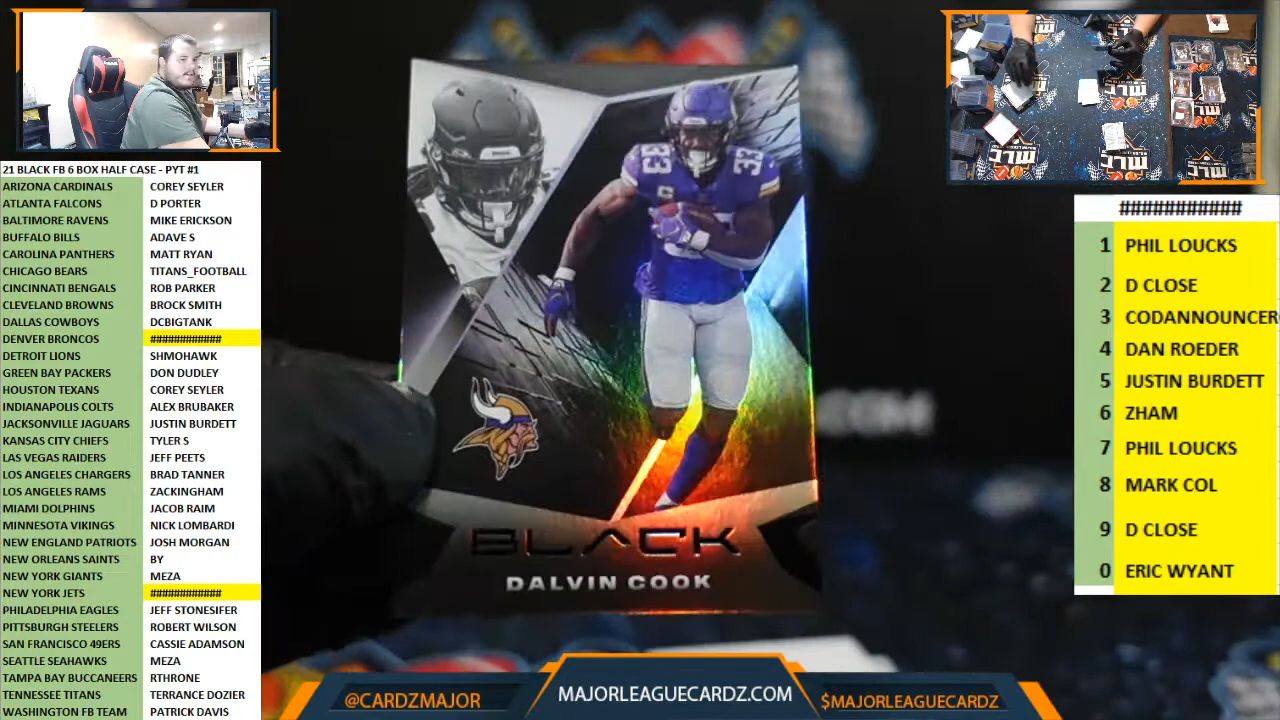 21 BLACK FB 6 BOX HALF CASE - PYT #1
ARIZONA CARDINALS COREY SEYLER
ATLANTA FALCONS D PORTER
BALTIMORE RAVENS MIKE ERICKSON
BUFFALO BILLS ADAVE S
CAROLINA PANTHERS MATT RYAN
CHICAGO BEARS TITANS_FOOTBALL
CINCINNATI BENGALS ROB PARKER
CLEVELAND BROWNS BROCK SMITH
DALLAS COWBOYS DCBIGTANK
DENVER BRONCOS ############
DETROIT LIONS SHMOHAWK
GREEN BAY PACKERS DON DUDLEY
HOUSTON TEXANS COREY SEYLER
INDIANAPOLIS COLTS ALEX BRUBAKER
JACKSONVILLE JAGUARS JUSTIN BURDETT
KANSAS CITY CHIEFS TYLER S
LAS VEGAS RAIDERS JEFF PEETS
LOS ANGELES CHARGERS BRAD TANNER
LOS ANGELES RAMS ZACKINGHAM
MIAMI DOLPHINS JACOB RAIM
MINNESOTA VIKINGS NICK LOMBARDI
NEW ENGLAND PATRIOTS JOSH MORGAN
NEW ORLEANS SAINTS BY
NEW YORK GIANTS MEZA
NEW YORK JETS ############
PHILADELPHIA EAGLES JEFF STONESIFER
PITTSBURGH STEELERS ROBERT WILSON
SAN FRANCISCO 49ERS CASSIE ADAMSON
SEATTLE SEAHAWKS MEZA
TAMPA BAY BUCCANEERS RTHRONE
TENNESSEE TITANS TERRANCE DOZIER
WASHINGTON FB TEAM PATRICK DAVIS
33 33
C
BLACK
DALVIN COOK
.COM
MLRC
MLRC
MLRC
###########
1 PHIL LOUCKS
2 D CLOSE
3 CODANNOUNCER
4 DAN ROEDER
5 JUSTIN BURDETT
6 ZHAM
7 PHIL LOUCKS
8 MARK COL
9 D CLOSE
0 ERIC WYANT
@CARDZMAJOR
MAJORLEAGUECARDZ.COM
$MAJORLEAGUECARDZ